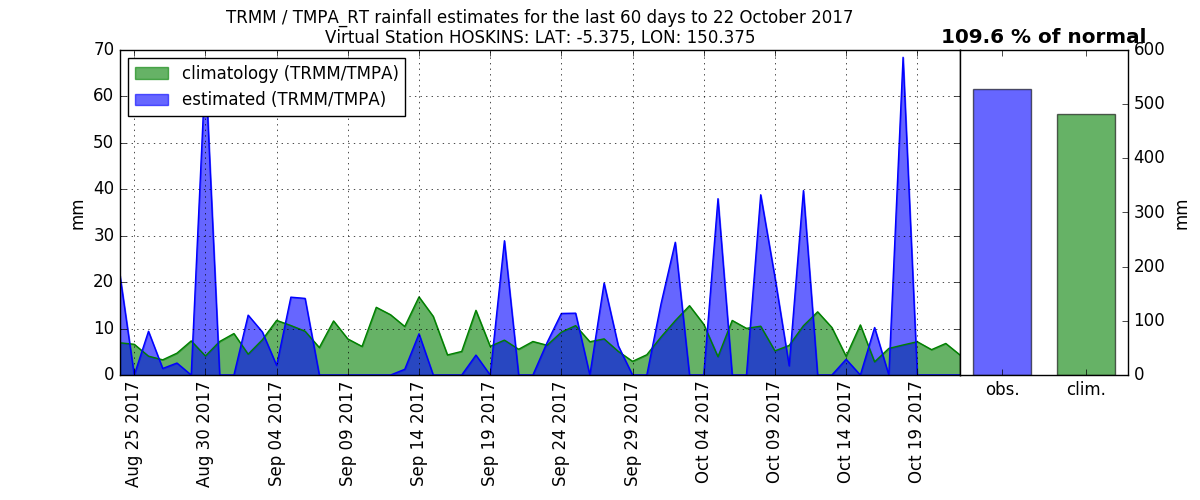 TRMM / TMPA_RT rainfall estimates for the last 60 days to 22 October 2017
Virtual Station HOSKINS: LAT: -5.375, LON: 150.375
109.6 % of normal
climatology (TRMM/TMPA)
estimated (TRMM/TMPA)
70
60
50
40
30
20
10
0
mm
Aug 25 2017
Aug 30 2017
Sep 04 2017
Sep 09 2017
Sep 14 2017
Sep 19 2017
Sep 24 2017
Sep 29 2017
Oct 04 2017
Oct 09 2017
Oct 14 2017
Oct 19 2017
obs.
clim.
600
500
400
300
200
100
0
mm